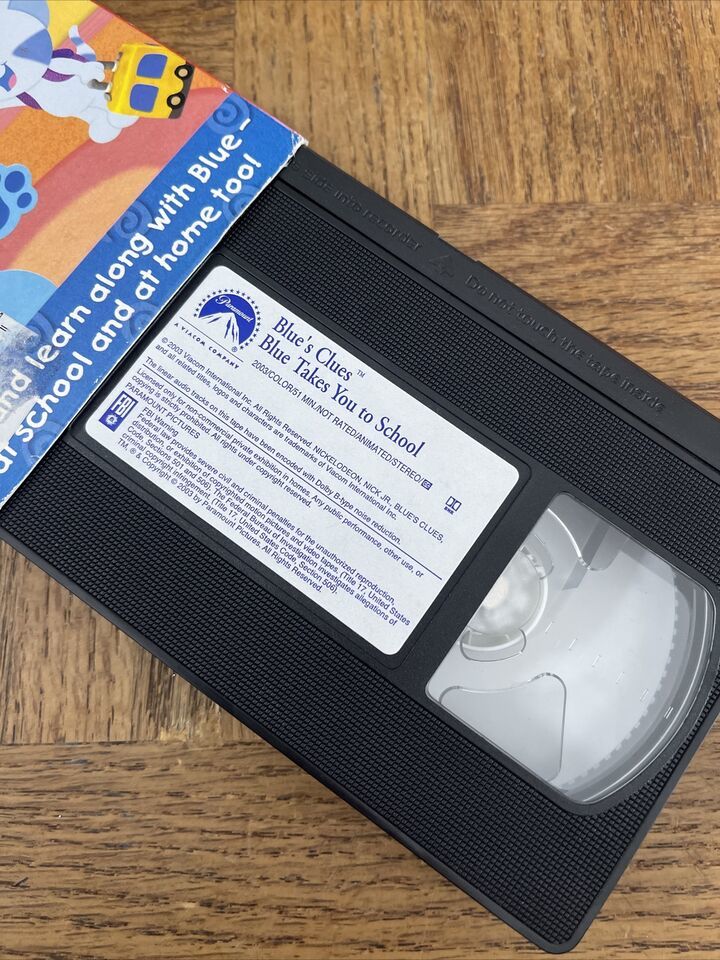 and learn along with Blue -
at school and at home too!
slide into recorder
Do not touch the tape inside
Paramount
®
A VIACOM COMPANY
Blue's Clues™
Blue Takes You to School
2003/COLOR/51 MIN./NOT RATED/ANIMATED/STEREO/
© 2003 Viacom International Inc. All Rights Reserved. NICKELODEON, NICK JR., BLUE'S CLUES,
and all related titles, logos and characters are trademarks of Viacom International Inc.
The linear audio tracks on this tape have been encoded with Dolby B-type noise reduction.
Licensed only for non-commercial private exhibition in homes. Any public performance, other use, or
copying is strictly prohibited. All rights under copyright reserved.
PARAMOUNT PICTURES
FBI
FBI Warning
Federal law provides severe civil and criminal penalties for the unauthorized reproduction,
distribution, or exhibition of copyrighted motion pictures and video tapes. (Title 17, United States
Code, Sections 501 and 506). The Federal Bureau of Investigation investigates allegations of
criminal copyright infringement. (Title 17, United States Code, Section 506).
TM, ® & Copyright © 2003 by Paramount Pictures. All Rights Reserved.